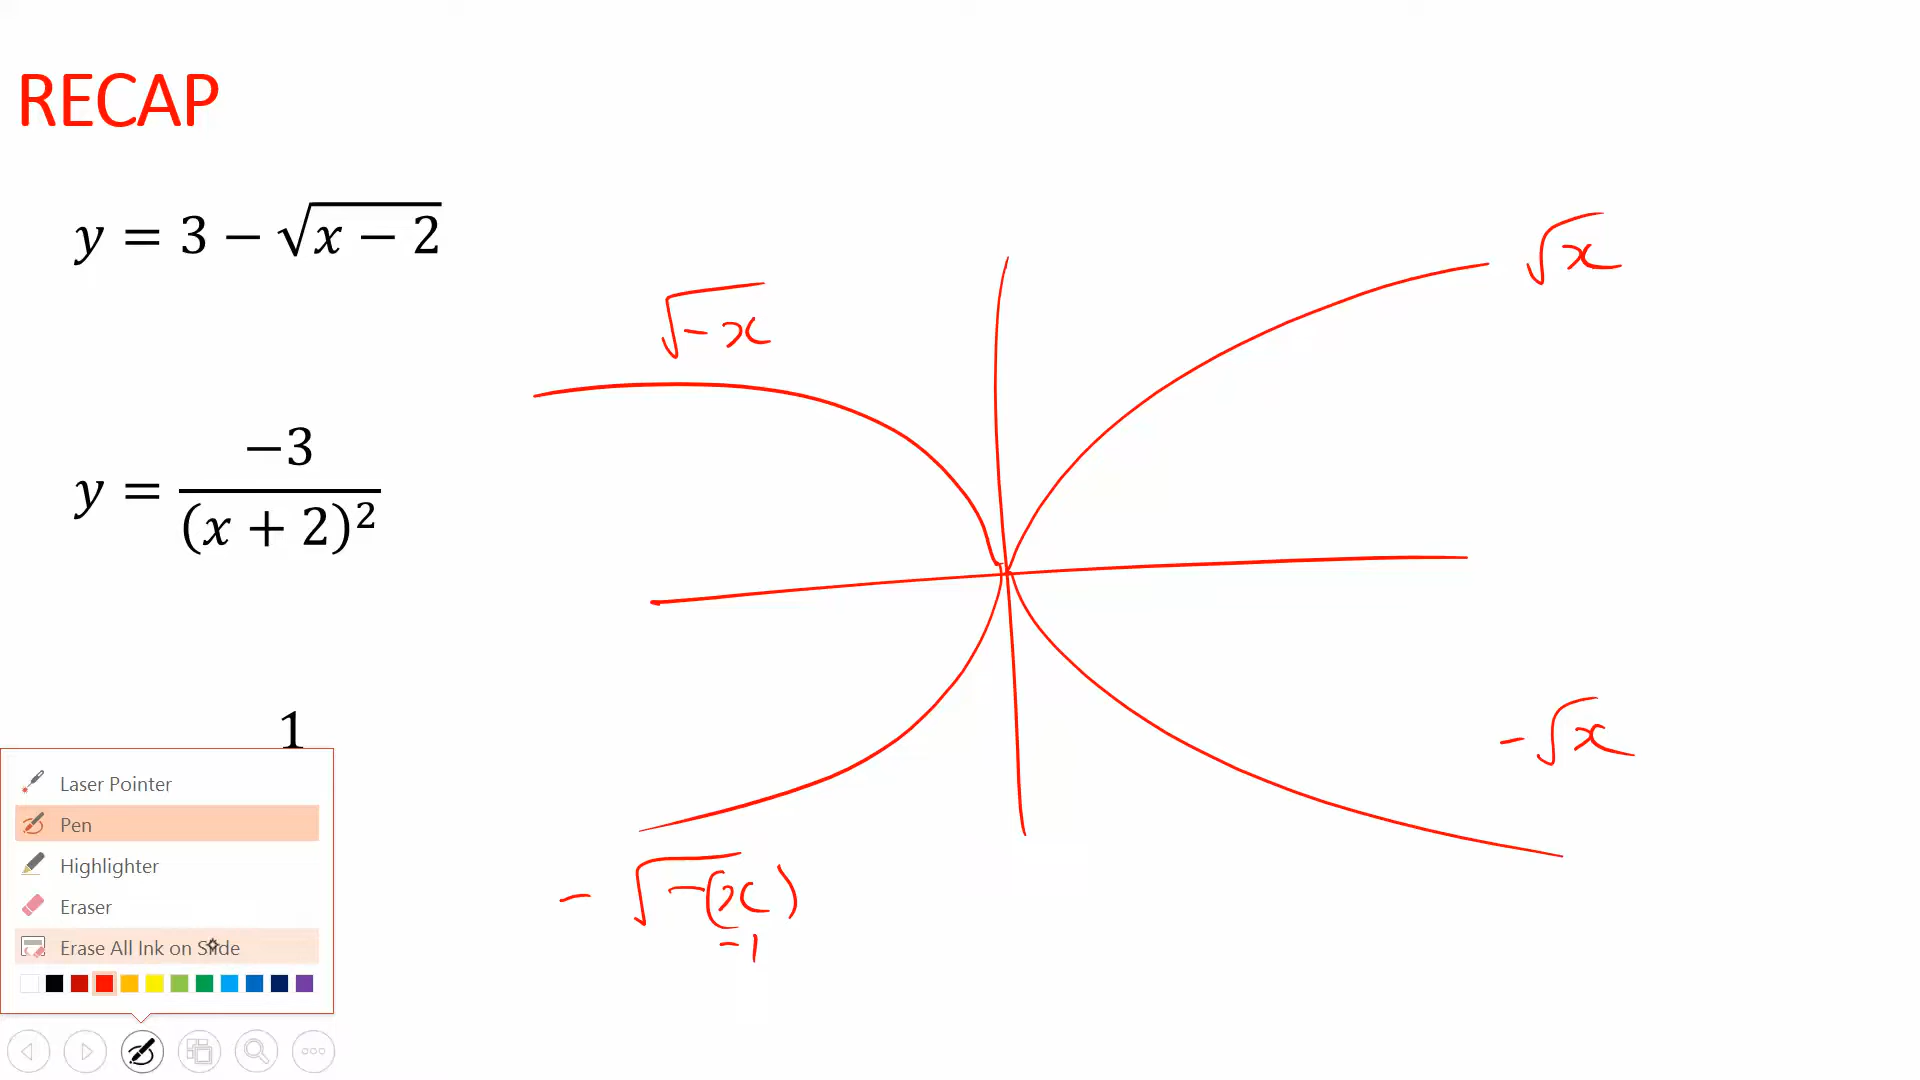 RECAP
y = 3 − √(x − 2)
y = −3/(x + 2)²
1
√x
√-x
-√x
- √-(x)
-1
Laser Pointer
Pen
Highlighter
Eraser
Erase All Ink on Slide